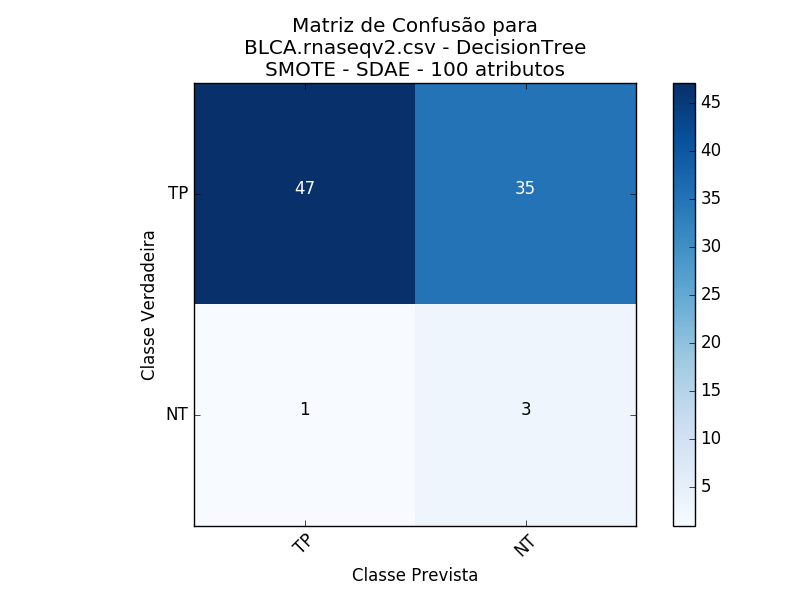 Matriz de Confusão para
BLCA.rnaseqv2.csv - DecisionTree
SMOTE - SDAE - 100 atributos
Classe Verdadeira
TP
47
35
NT
1
3
TP
NT
Classe Prevista
45
40
35
30
25
20
15
10
5